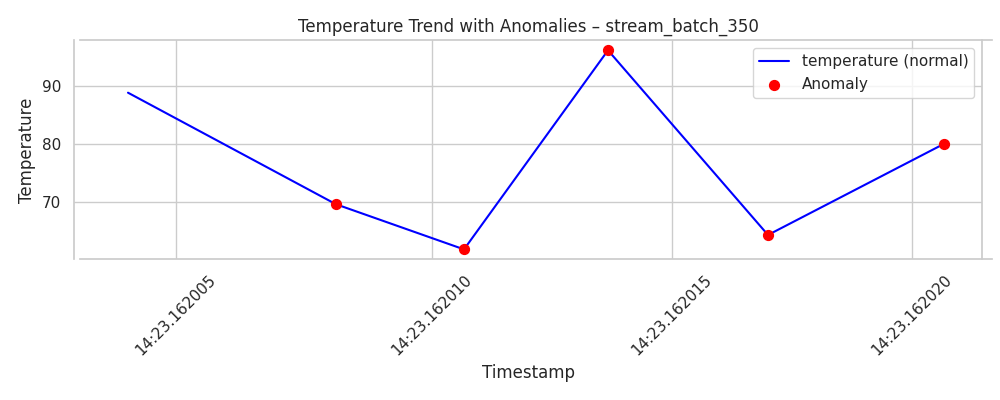 Temperature Trend with Anomalies – stream_batch_350
temperature (normal)
Anomaly
Temperature
90
80
70
14:23.162005
14:23.162010
14:23.162015
14:23.162020
Timestamp